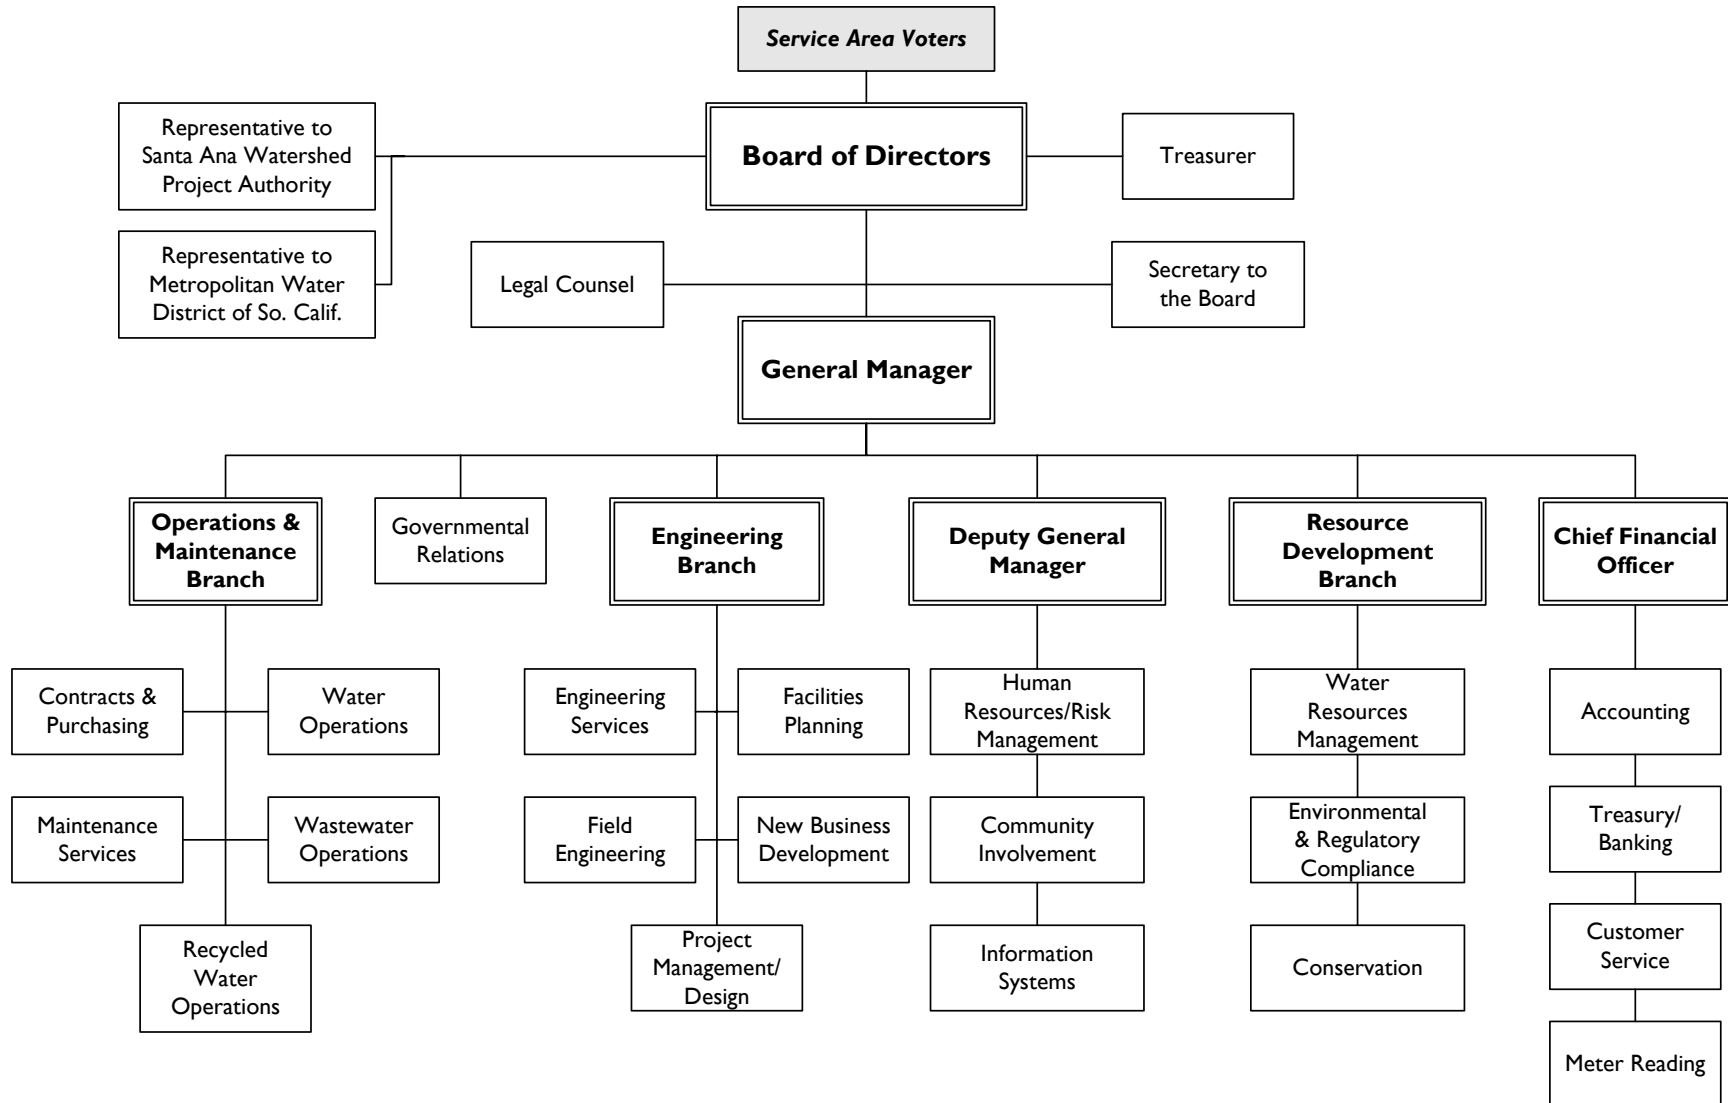 Service Area Voters
Representative to
Santa Ana Watershed
Project Authority
Board of Directors
Treasurer
Representative to
Metropolitan Water
District of So. Calif.
Legal Counsel
Secretary to
the Board
General Manager
Operations &
Maintenance
Branch
Governmental
Relations
Engineering
Branch
Deputy General
Manager
Resource
Development
Branch
Chief Financial
Officer
Contracts &
Purchasing
Water
Operations
Engineering
Services
Facilities
Planning
Human
Resources/Risk
Management
Water
Resources
Management
Accounting
Maintenance
Services
Wastewater
Operations
Field
Engineering
New Business
Development
Community
Involvement
Environmental
& Regulatory
Compliance
Treasury/
Banking
Recycled
Water
Operations
Project
Management/
Design
Information
Systems
Conservation
Customer
Service
Meter Reading